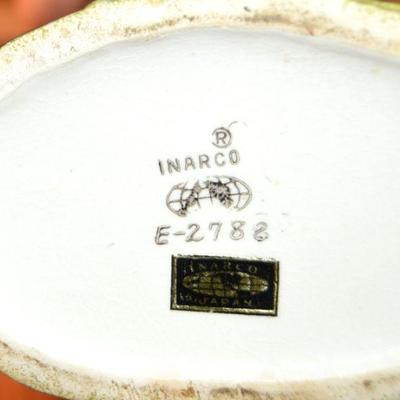 ®
INARCO
E-2788
INARCO
JAPAN